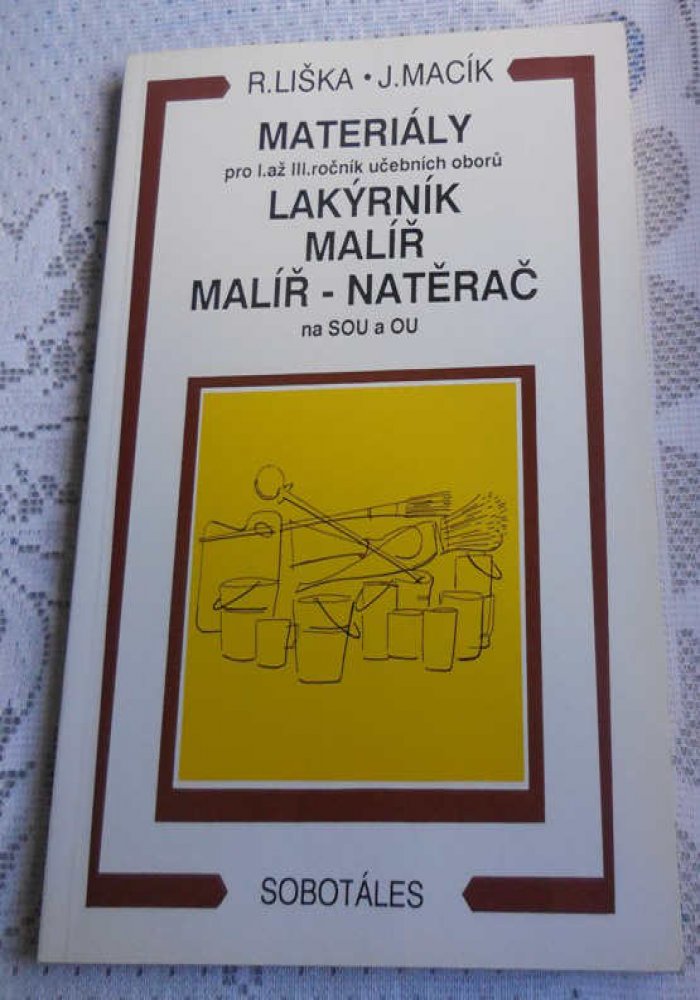 R.LIŠKA • J.MACÍK
MATERIÁLY
pro I.až III.ročník učebních oborů
LAKÝRNÍK
MALÍŘ
MALÍŘ - NATĚRAČ
na SOU a OU
SOBOTÁLES